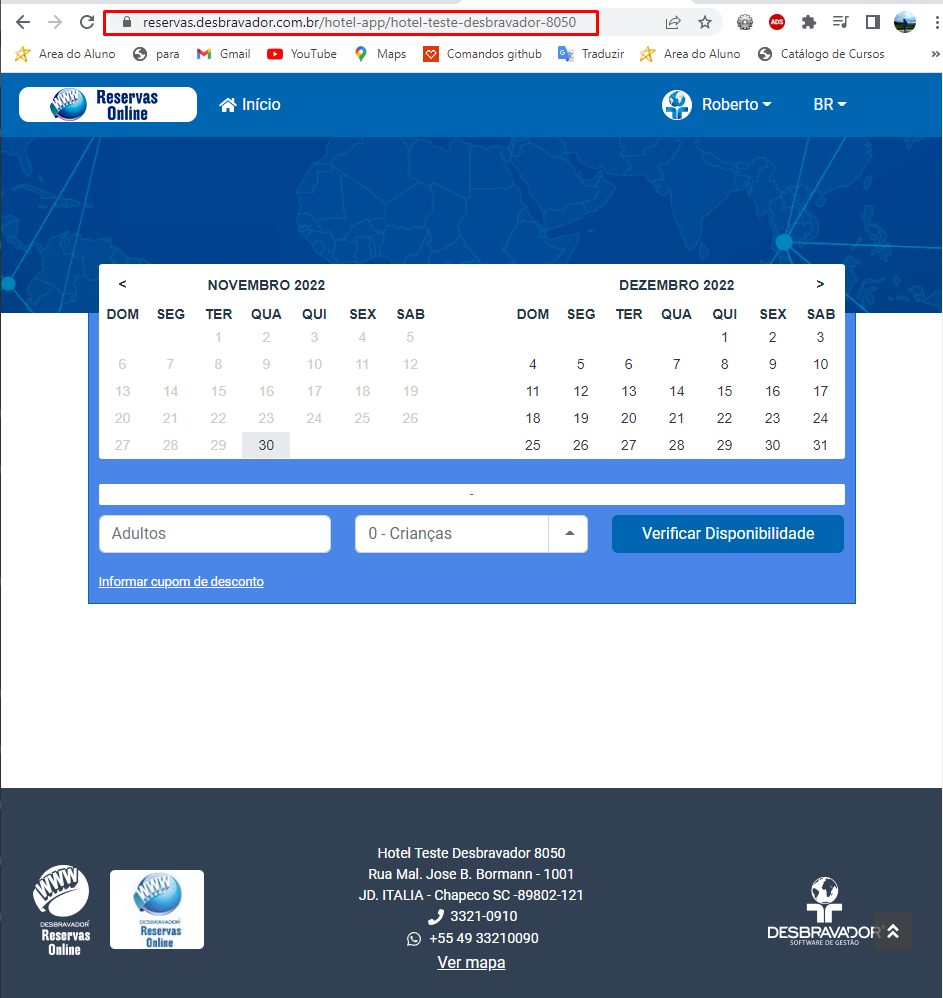 reservas.desbravador.com.br/hotel-app/hotel-teste-desbravador-8050
ADS
Area do Aluno para Gmail YouTube Maps Comandos github Traduzir Area do Aluno Catálogo de Cursos »
WWW Reservas Online Início Roberto BR
< NOVEMBRO 2022 DEZEMBRO 2022 >
DOM SEG TER QUA QUI SEX SAB DOM SEG TER QUA QUI SEX SAB
1 2 3 4 5 1 2 3
6 7 8 9 10 11 12 4 5 6 7 8 9 10
13 14 15 16 17 18 19 11 12 13 14 15 16 17
20 21 22 23 24 25 26 18 19 20 21 22 23 24
27 28 29 30 25 26 27 28 29 30 31
-
Adultos 0 - Crianças Verificar Disponibilidade
Informar cupom de desconto
Hotel Teste Desbravador 8050
Rua Mal. Jose B. Bormann - 1001
JD. ITALIA - Chapeco SC -89802-121
3321-0910
+55 49 33210090
Ver mapa
WWW
DESBRAVADOR
Reservas
Online
WWW
DESBRAVADOR
Reservas
Online
DESBRAVADOR
SOFTWARE DE GESTÃO